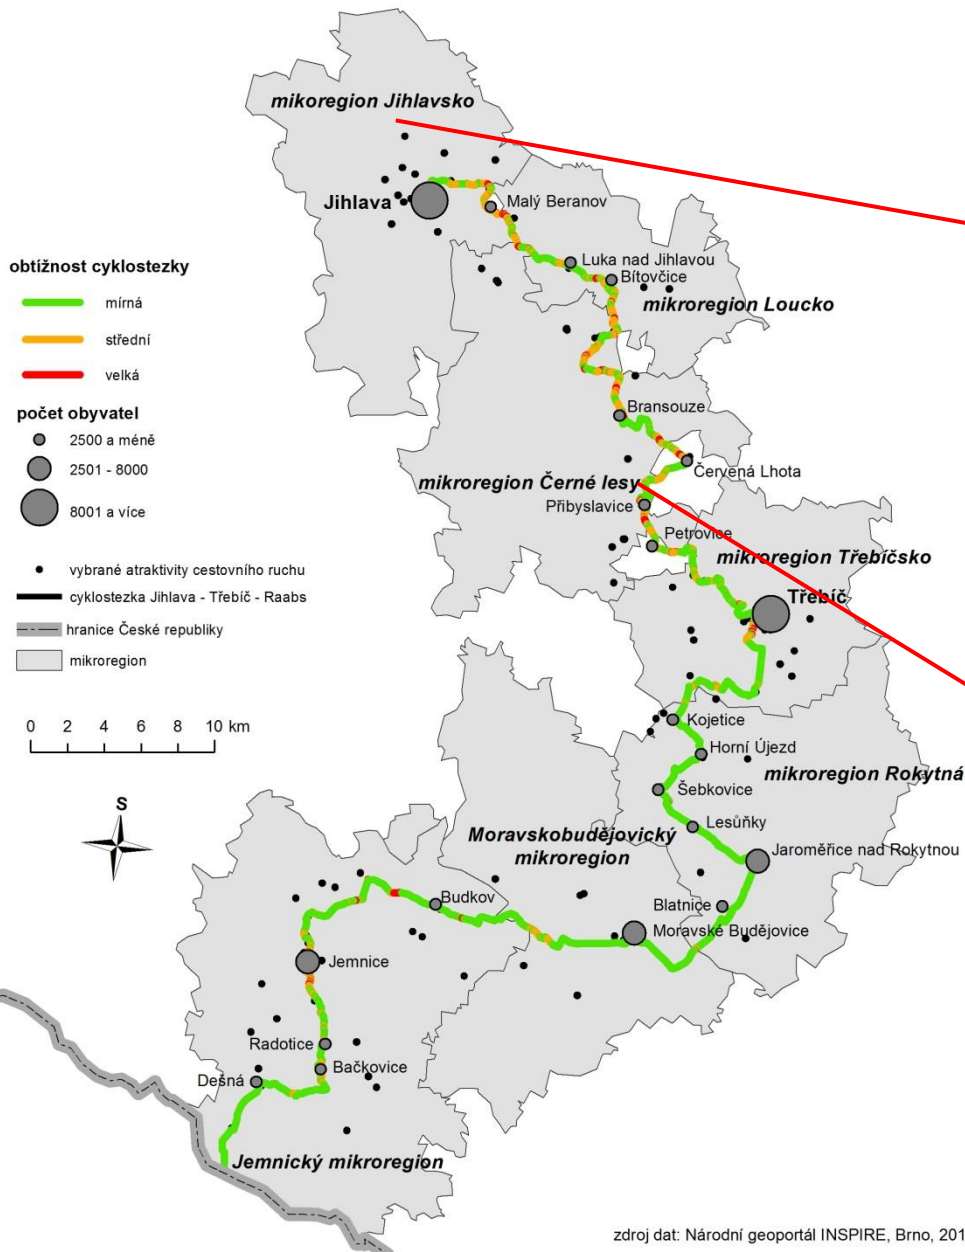 mikoregion Jihlavsko
Jihlava
Malý Beranov
Luka nad Jihlavou
Bítovčice
mikroregion Loucko
obtížnost cyklostezky
mírná
střední
velká
počet obyvatel
2500 a méně
2501 - 8000
8001 a více
vybrané atraktivity cestovního ruchu
cyklostezka Jihlava - Třebíč - Raabs
hranice České republiky
mikroregion
0 2 4 6 8 10 km
S
Bransouze
Červená Lhota
mikroregion Černé lesy
Přibyslavice
Petrovice
mikroregion Třebíčsko
Třebíč
Kojetice
Horní Újezd
mikroregion Rokytná
Šebkovice
Lesůňky
Moravskobudějovický
mikroregion
Jaroměřice nad Rokytnou
Budkov
Blatnice
Moravské Budějovice
Jemnice
Radotice
Bačkovice
Dešná
Jemnický mikroregion
zdroj dat: Národní geoportál INSPIRE, Brno, 201